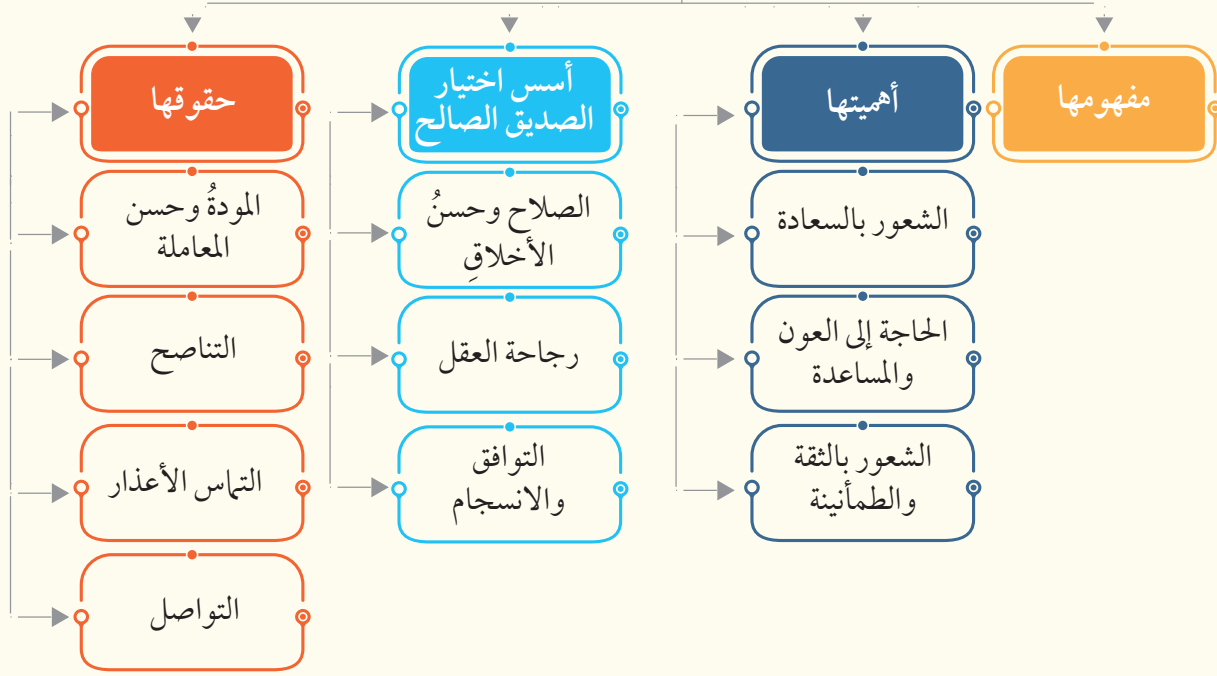 مفهومها
أهميتها
الشعور بالسعادة
الحاجة إلى العون
والمساعدة
الشعور بالثقة
والطمأنينة
أسس اختيار
الصديق الصالح
الصلاح وحسنُ
الأخلاقِ
رجاحة العقل
التوافق
والانسجام
حقوقها
المودةُ وحسن
المعاملة
التناصح
التماس الأعذار
التواصل